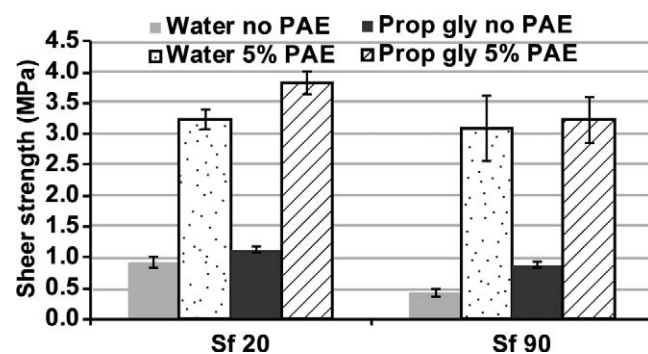 Water no PAE Prop gly no PAE
Water 5% PAE Prop gly 5% PAE
Sheer strength (MPa)
4.5
4.0
3.5
3.0
2.5
2.0
1.5
1.0
0.5
0.0
Sf 20 Sf 90